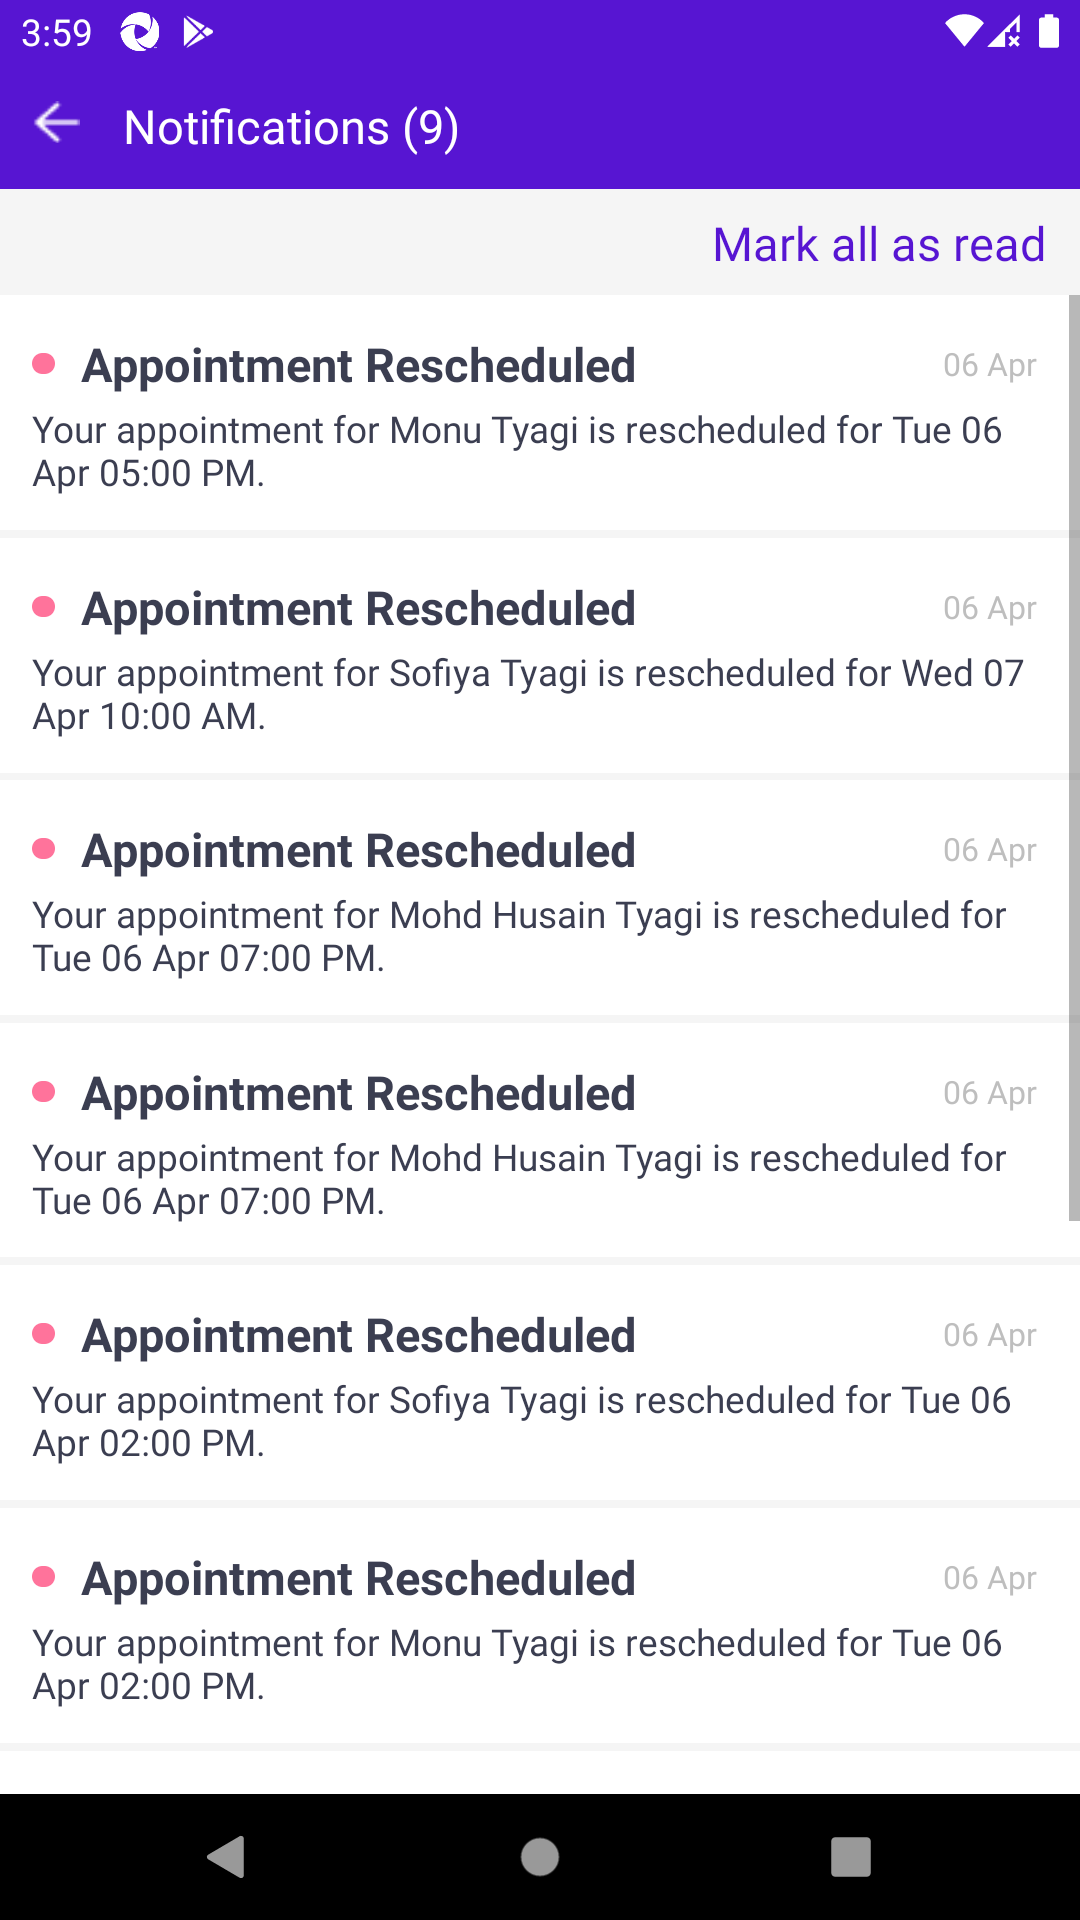 3:59
Notifications (9)
Mark all as read
Appointment Rescheduled 06 Apr
Your appointment for Monu Tyagi is rescheduled for Tue 06
Apr 05:00 PM.
Appointment Rescheduled 06 Apr
Your appointment for Sofiya Tyagi is rescheduled for Wed 07
Apr 10:00 AM.
Appointment Rescheduled 06 Apr
Your appointment for Mohd Husain Tyagi is rescheduled for
Tue 06 Apr 07:00 PM.
Appointment Rescheduled 06 Apr
Your appointment for Mohd Husain Tyagi is rescheduled for
Tue 06 Apr 07:00 PM.
Appointment Rescheduled 06 Apr
Your appointment for Sofiya Tyagi is rescheduled for Tue 06
Apr 02:00 PM.
Appointment Rescheduled 06 Apr
Your appointment for Monu Tyagi is rescheduled for Tue 06
Apr 02:00 PM.